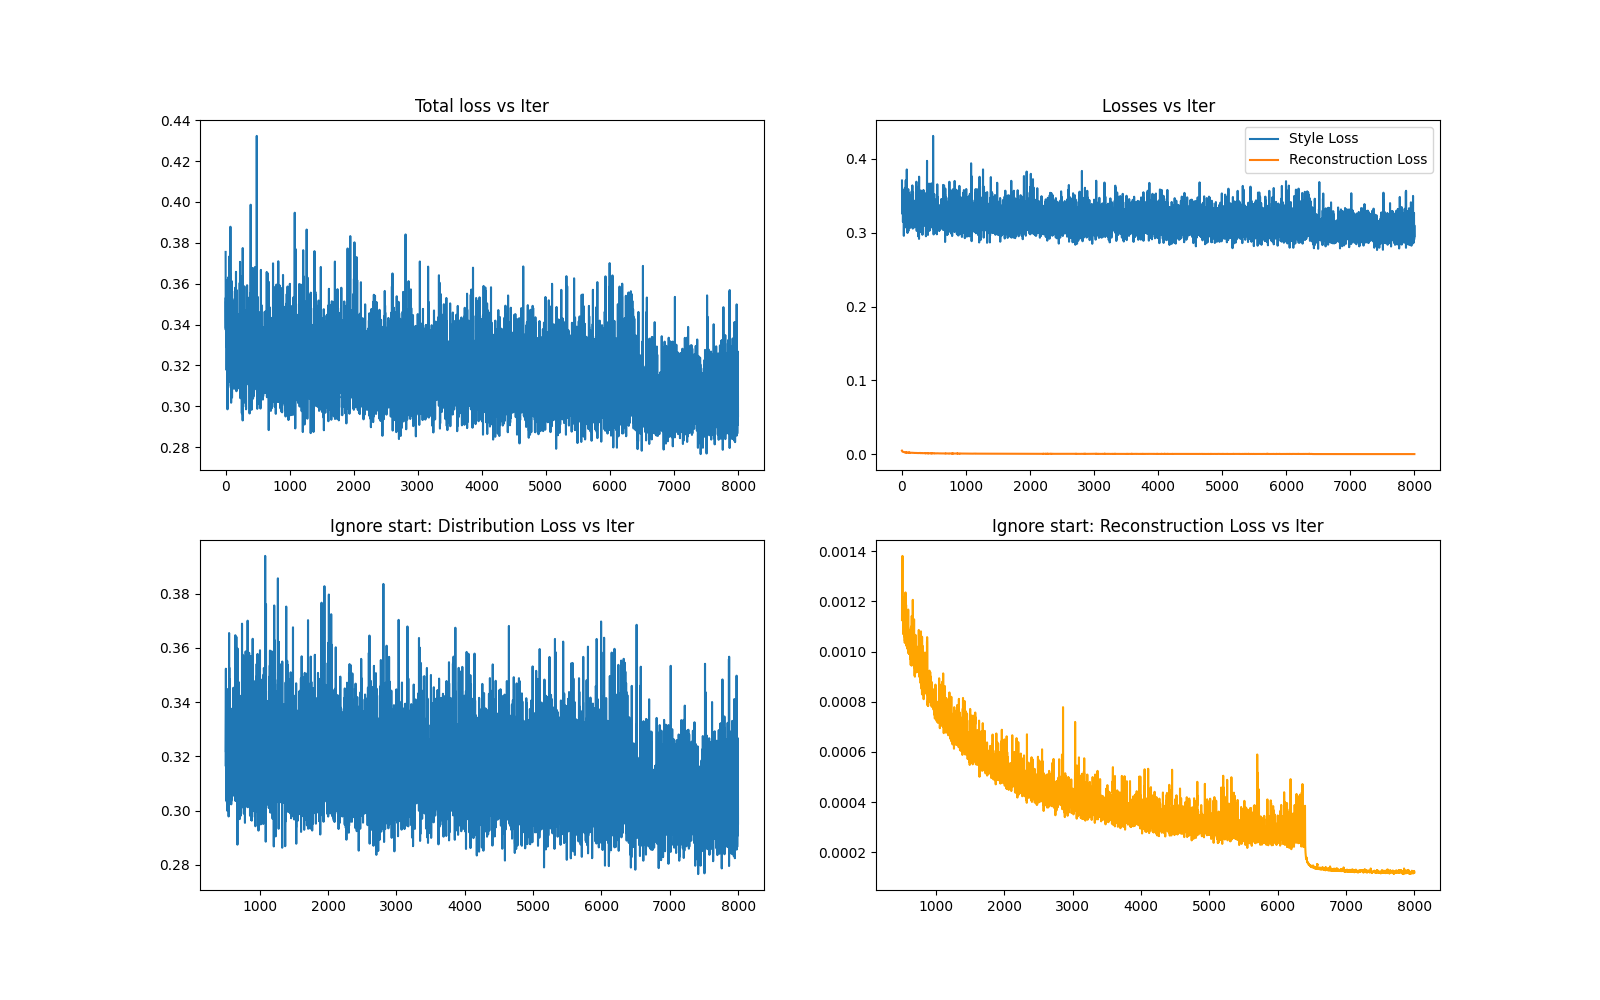 Total loss vs Iter
0.44
0.42
0.40
0.38
0.36
0.34
0.32
0.30
0.28
0 1000 2000 3000 4000 5000 6000 7000 8000
Losses vs Iter
Style Loss
Reconstruction Loss
0.4
0.3
0.2
0.1
0.0
0 1000 2000 3000 4000 5000 6000 7000 8000
Ignore start: Distribution Loss vs Iter
0.38
0.36
0.34
0.32
0.30
0.28
1000 2000 3000 4000 5000 6000 7000 8000
Ignore start: Reconstruction Loss vs Iter
0.0014
0.0012
0.0010
0.0008
0.0006
0.0004
0.0002
1000 2000 3000 4000 5000 6000 7000 8000